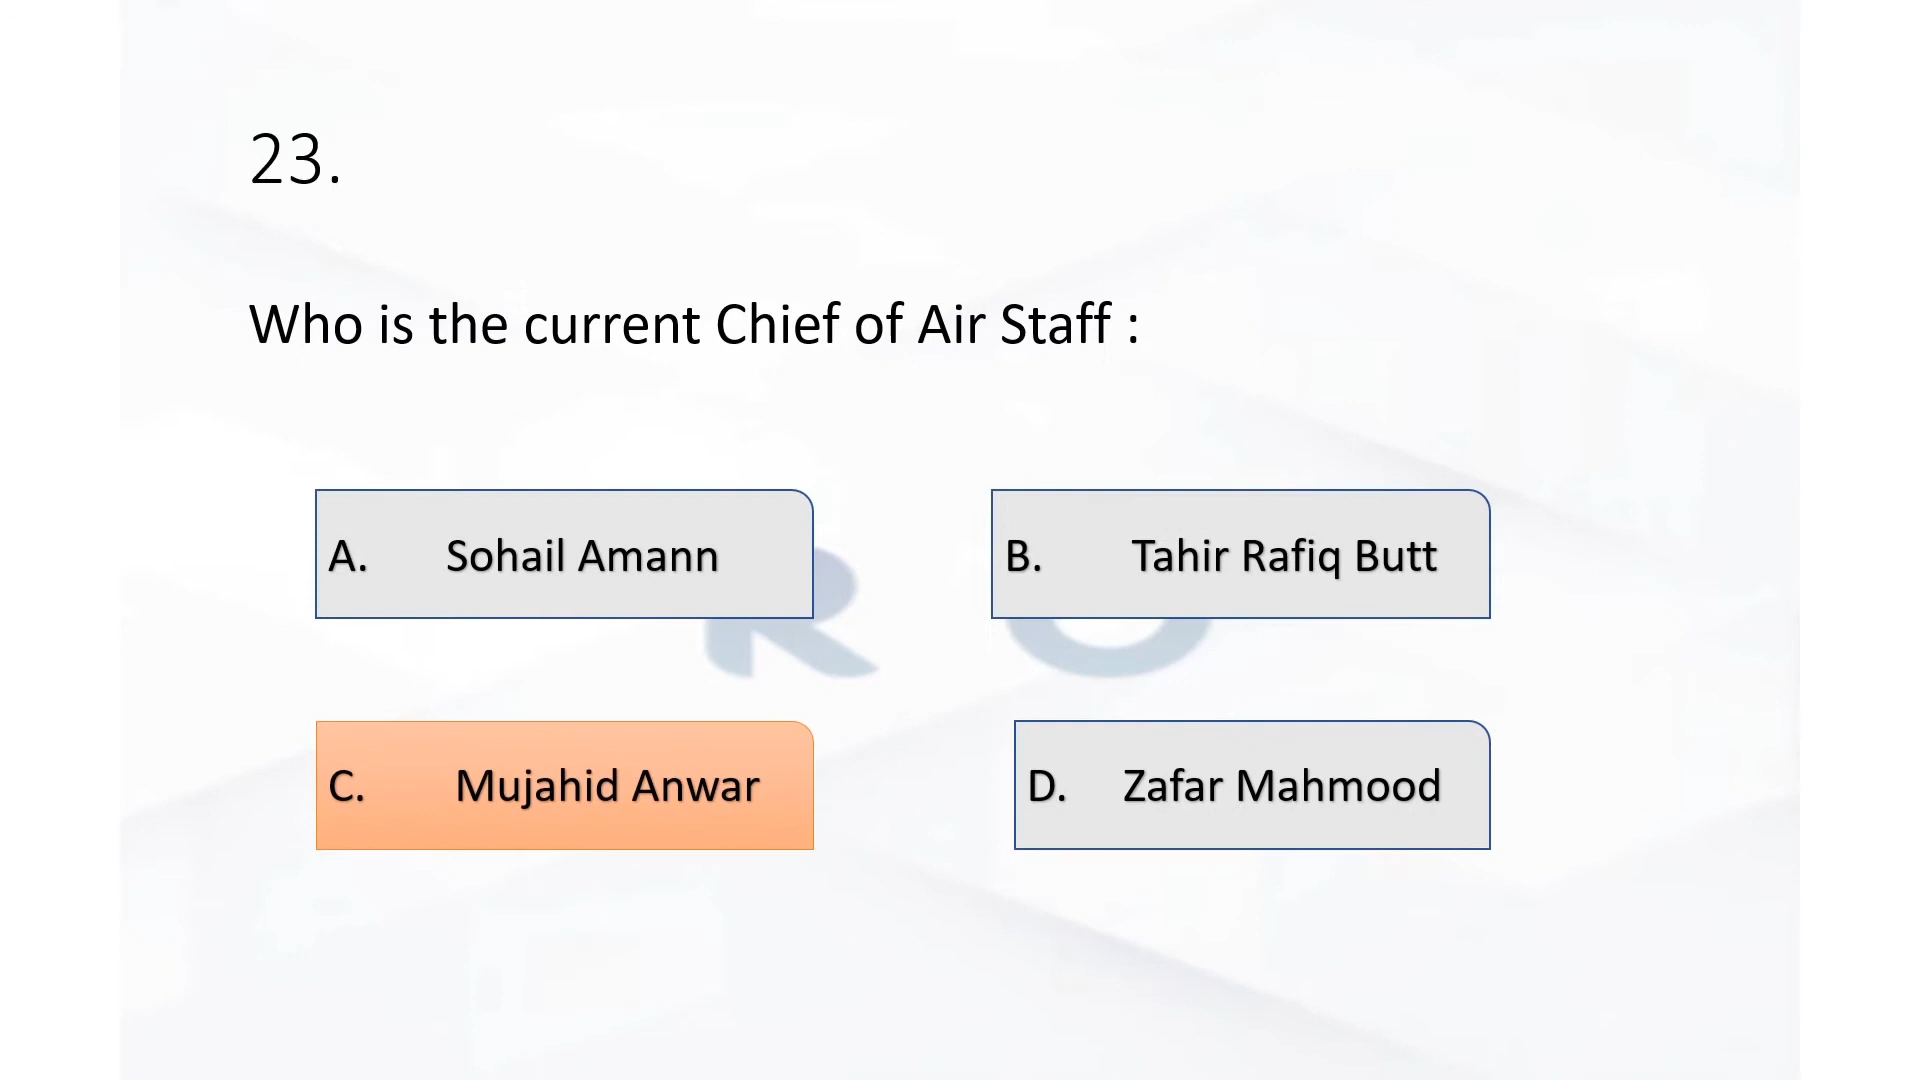 23.
Who is the current Chief of Air Staff :
A. Sohail Amann
B. Tahir Rafiq Butt
R O
C. Mujahid Anwar
D. Zafar Mahmood